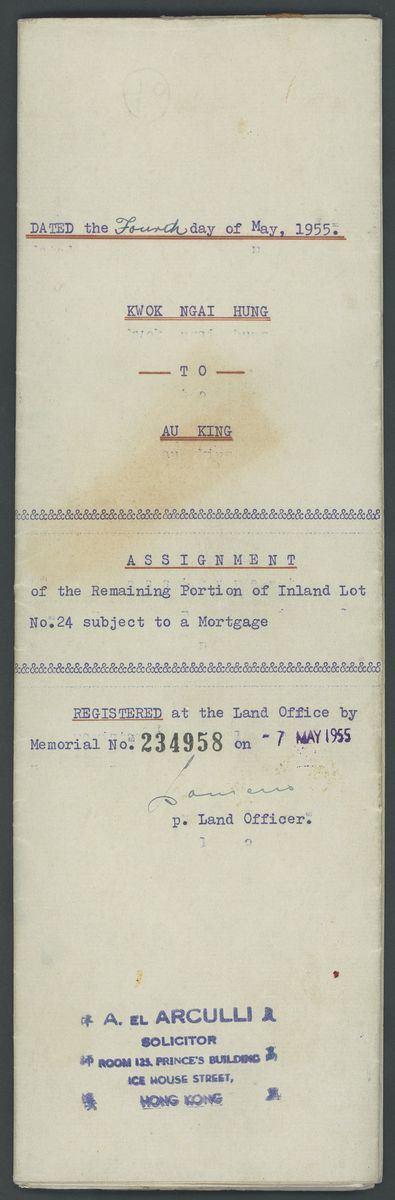 DATED the Fourth day of May, 1955.
KWOK NGAI HUNG
TO
AU KING
&&&&&&&&&&&&&&&&&&&&&&&&&&&&&&&&&&&&&&&&
ASSIGNMENT
of the Remaining Portion of Inland Lot
No.24 subject to a Mortgage
&&&&&&&&&&&&&&&&&&&&&&&&&&&&&&&&&&&&&&&&
REGISTERED at the Land Office by
Memorial No. 234958 on -7 MAY 1955
p. Land Officer.
A. EL ARCULLI
SOLICITOR
ROOM 123. PRINCE'S BUILDING
ICE HOUSE STREET,
HONG KONG